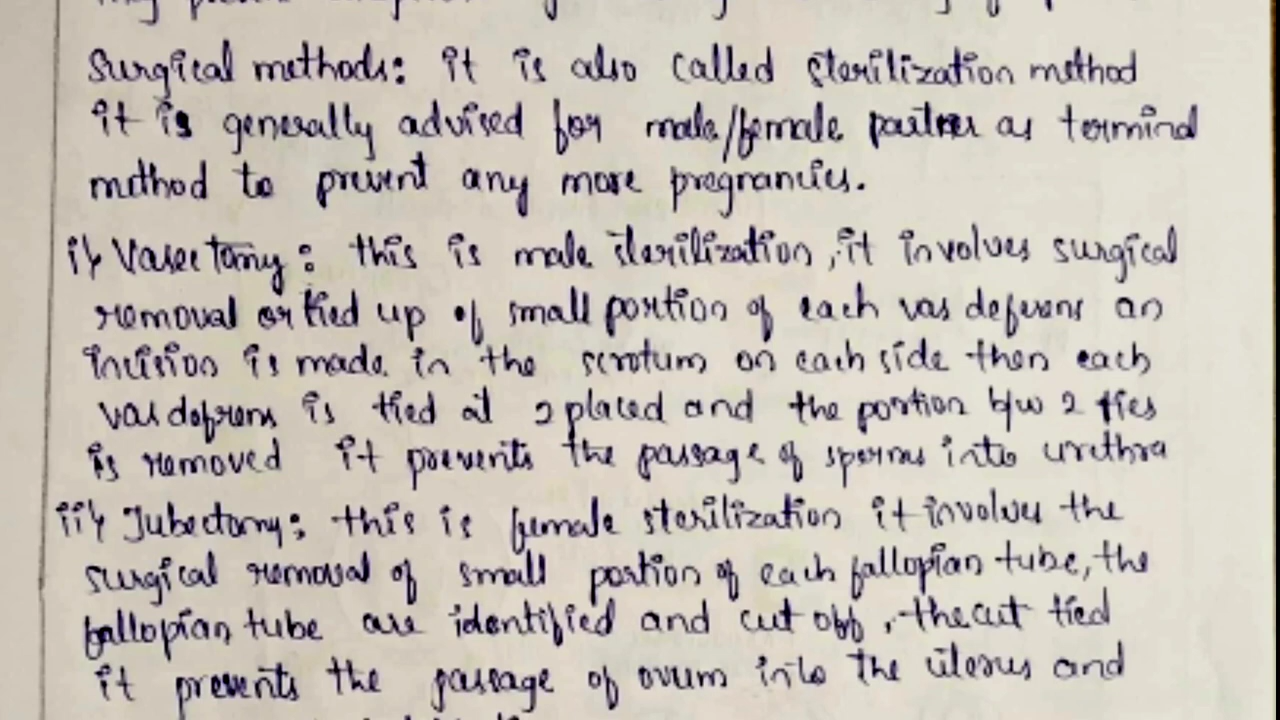 Surgical methods: it is also called sterilization method
it is generally advised for male/female partner as termind
method to prevent any more pregnancies.
i) Vasectomy: this is male sterilization, it involves surgical
removal or tied up of small portion of each vas deferens an
incision is made in the scrotum on each side then each
vas defrens is tied at 2 placed and the portion b/w 2 ties
is removed it prevents the passage of sperms into urethra
ii) Tubectomy: this is female sterilization it involves the
surgical removal of small portion of each fallopian tube, the
fallopian tube are identified and cut off, the cut tied
it prevents the passage of ovum into the uterus and